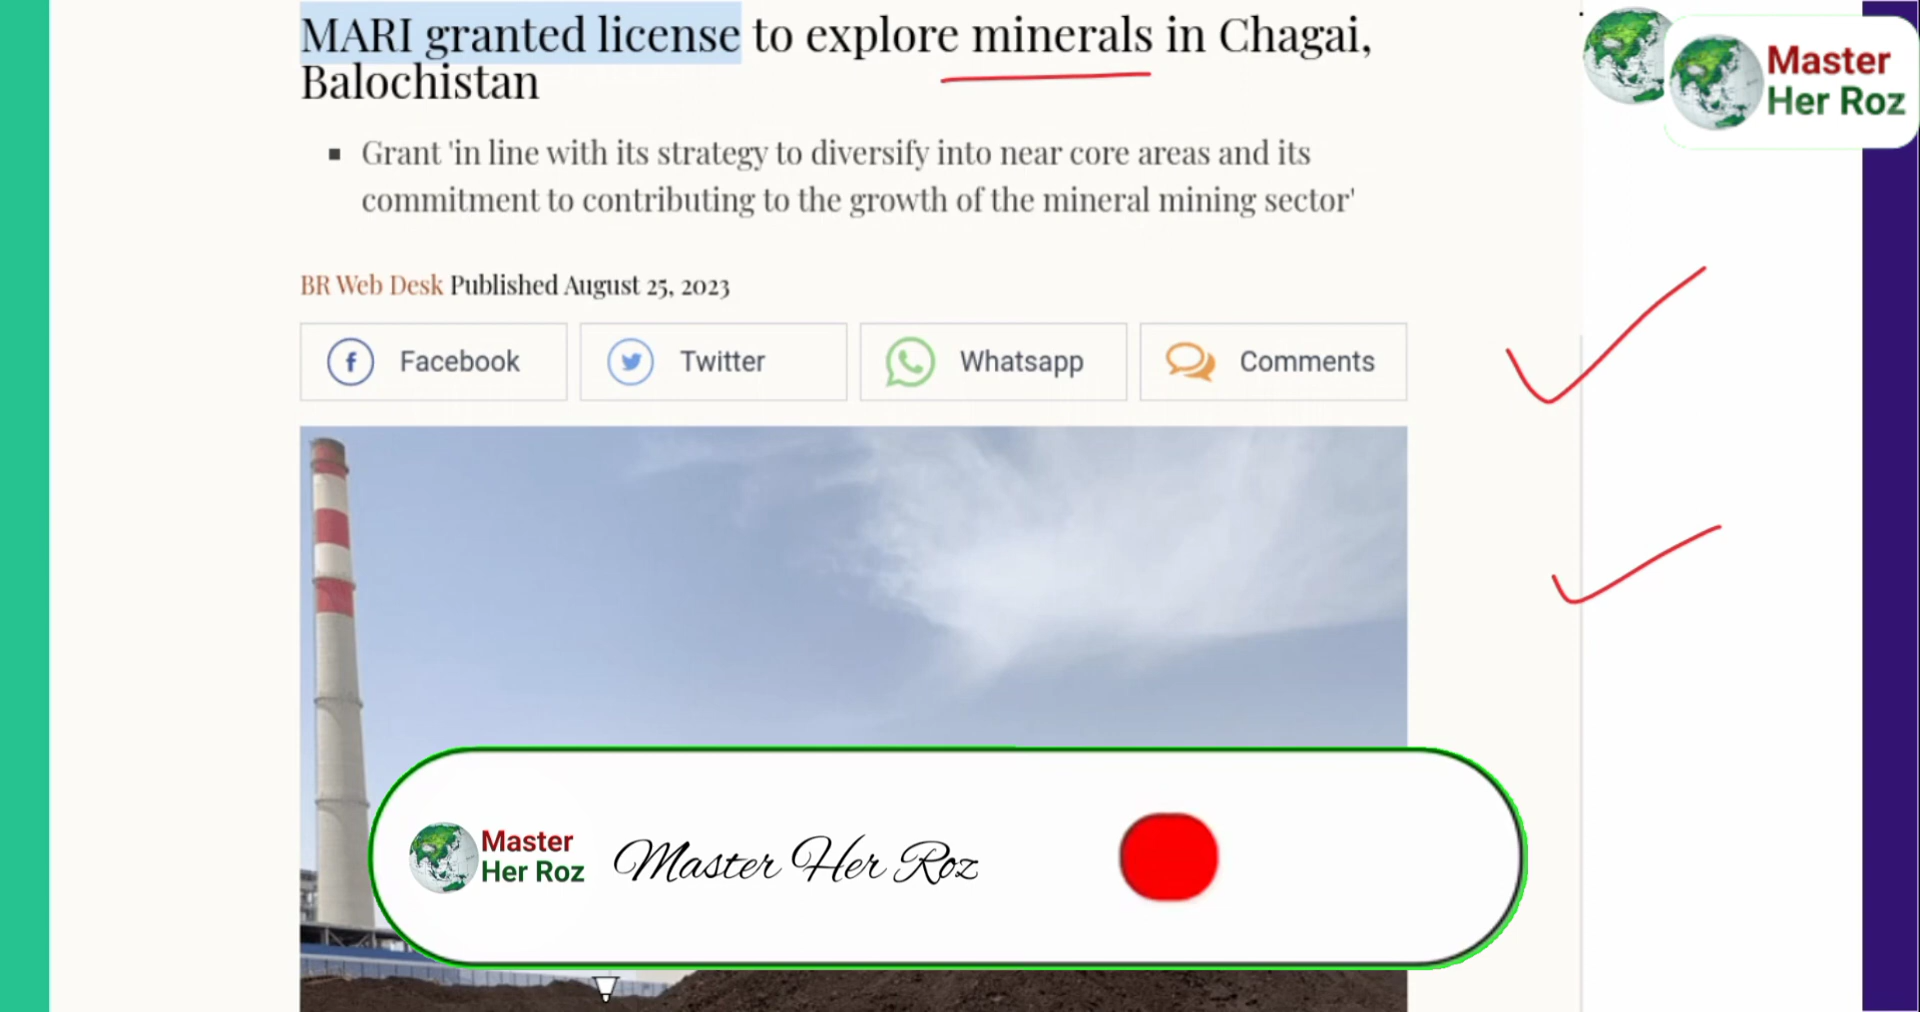 MARI granted license to explore minerals in Chagai,
Balochistan
Master
Her Roz
▪ Grant 'in line with its strategy to diversify into near core areas and its
commitment to contributing to the growth of the mineral mining sector'
BR Web Desk Published August 25, 2023
Facebook Twitter Whatsapp Comments
Master
Her Roz
Master Her Roz